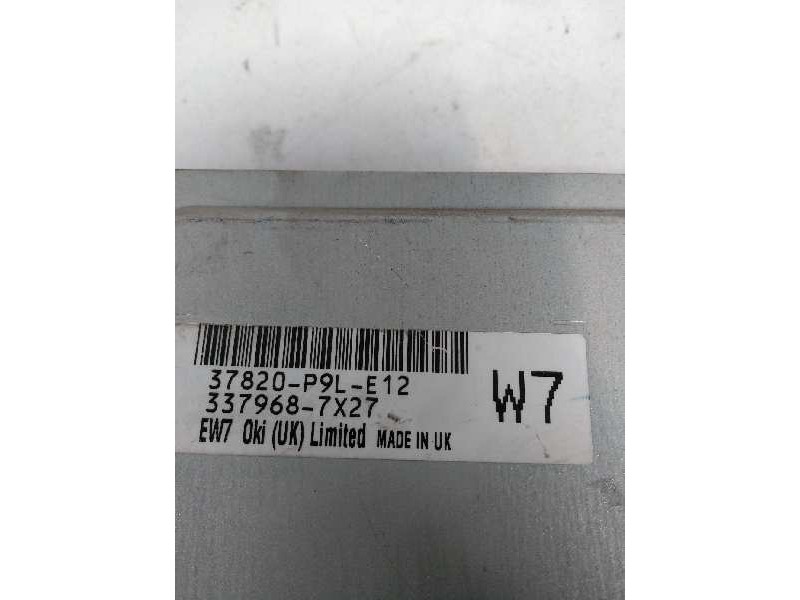 37820-P9L-E12
337968-7X27
W7
EW7 Oki (UK) Limited MADE IN UK